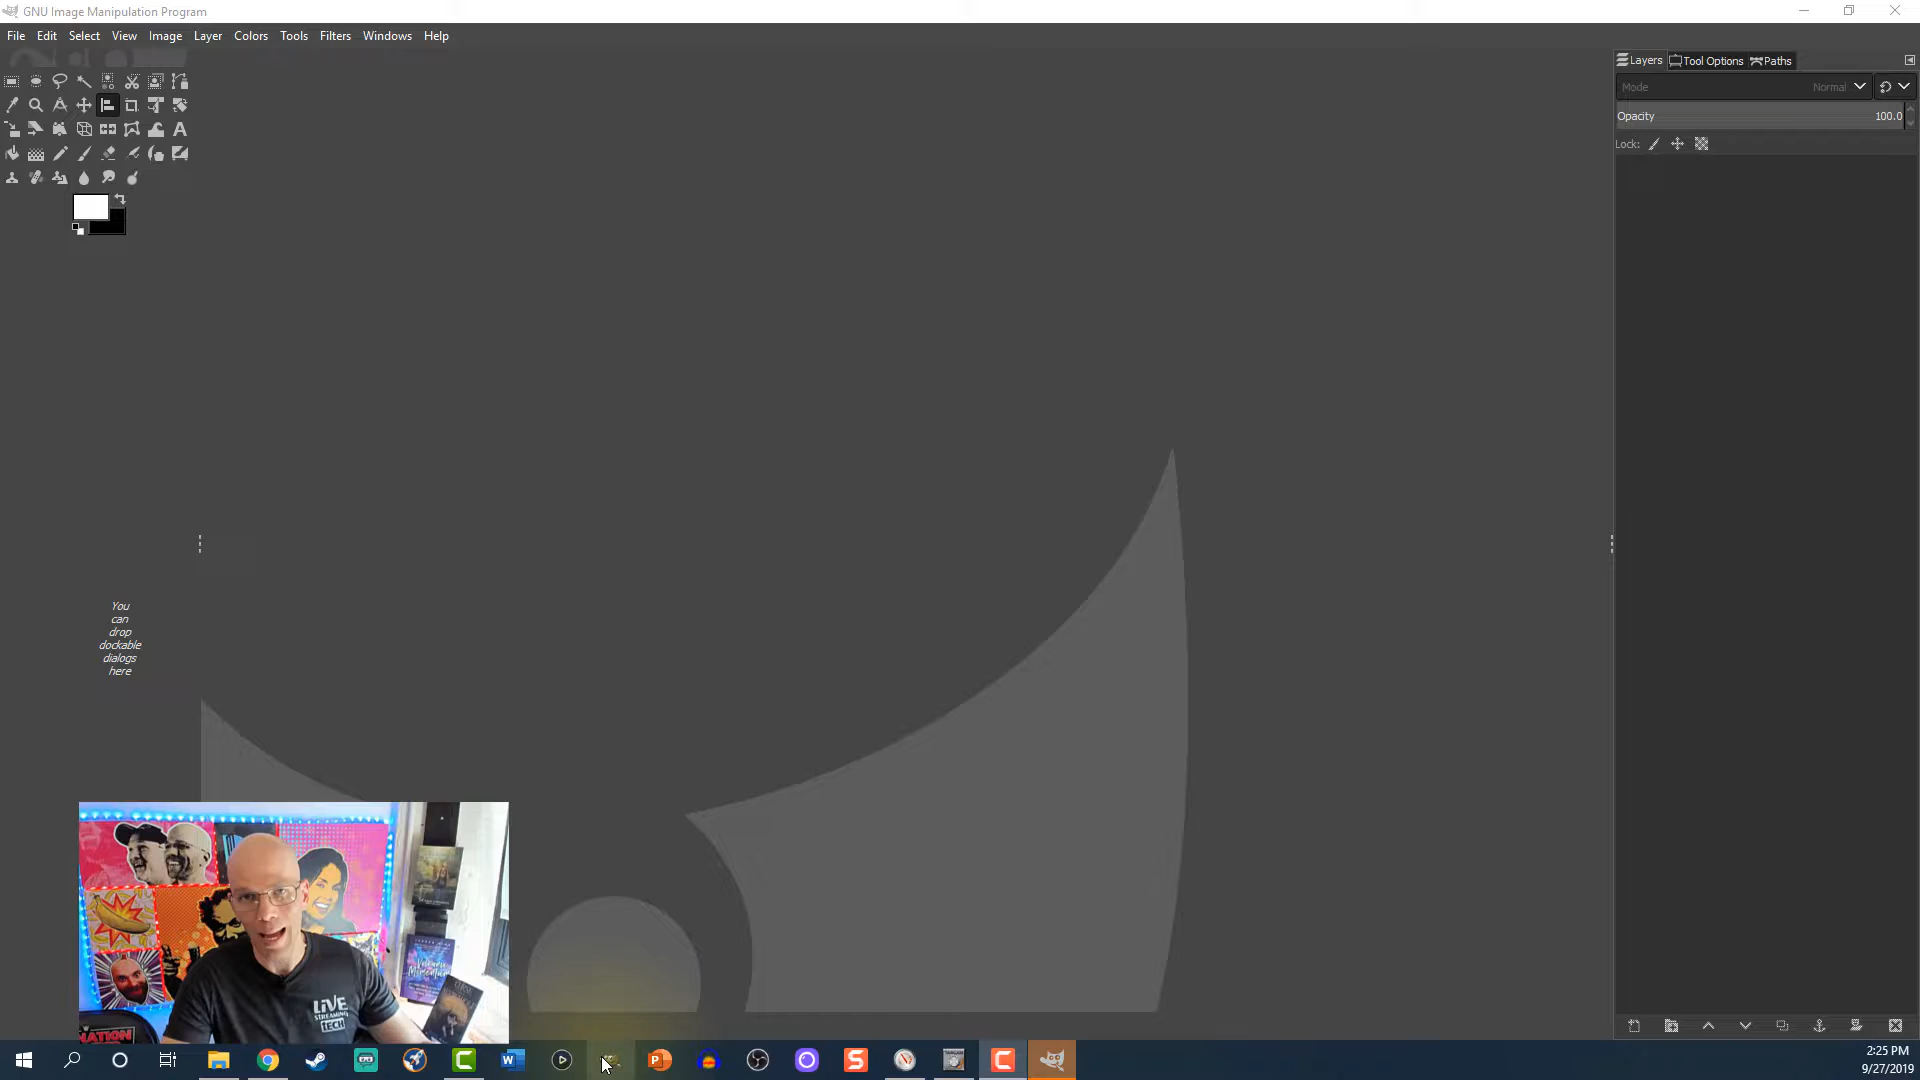 GNU Image Manipulation Program
File Edit Select View Image Layer Colors Tools Filters Windows Help
Layers Tool Options Paths
Mode Normal
Opacity 100.0
Lock:
You
can
drop
dockable
dialogs
here
LIVE
STREAMING
TECH
NATION
2:25 PM
9/27/2019